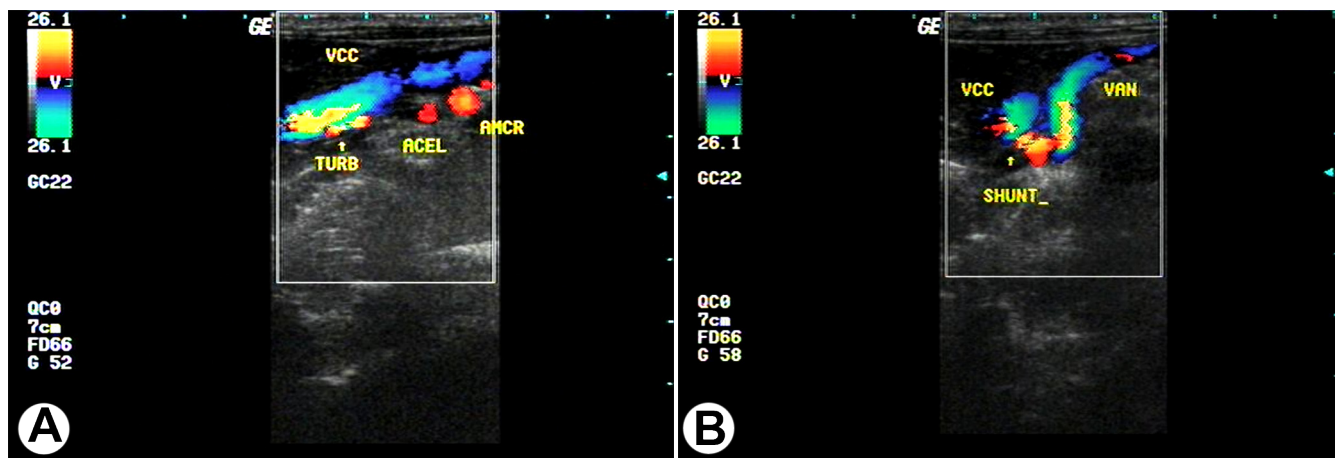 26.1
GE
VCC
V
26.1
AMCR
ACEL
TURB
GC22
QC0
7cm
FD66
G 52
A
26.1
GE
V
VCC
VAN
26.1
GC22
SHUNT_
QC0
7cm
FD66
G 58
B